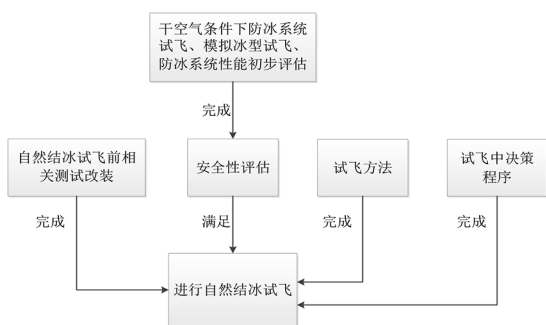 干空气条件下防冰系统
试飞、模拟冰型试飞、
防冰系统性能初步评估
完成
自然结冰试飞前相
关测试改装
安全性评估
试飞方法
试飞中决策
程序
完成
满足
完成
完成
进行自然结冰试飞